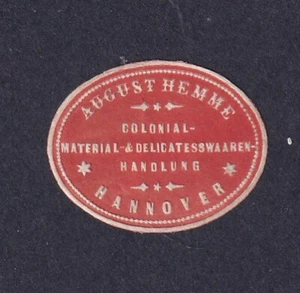 AUGUST HEMME
COLONIAL-
MATERIAL-& DELICATESSWAAREN-
HANDLUNG
HANNOVER